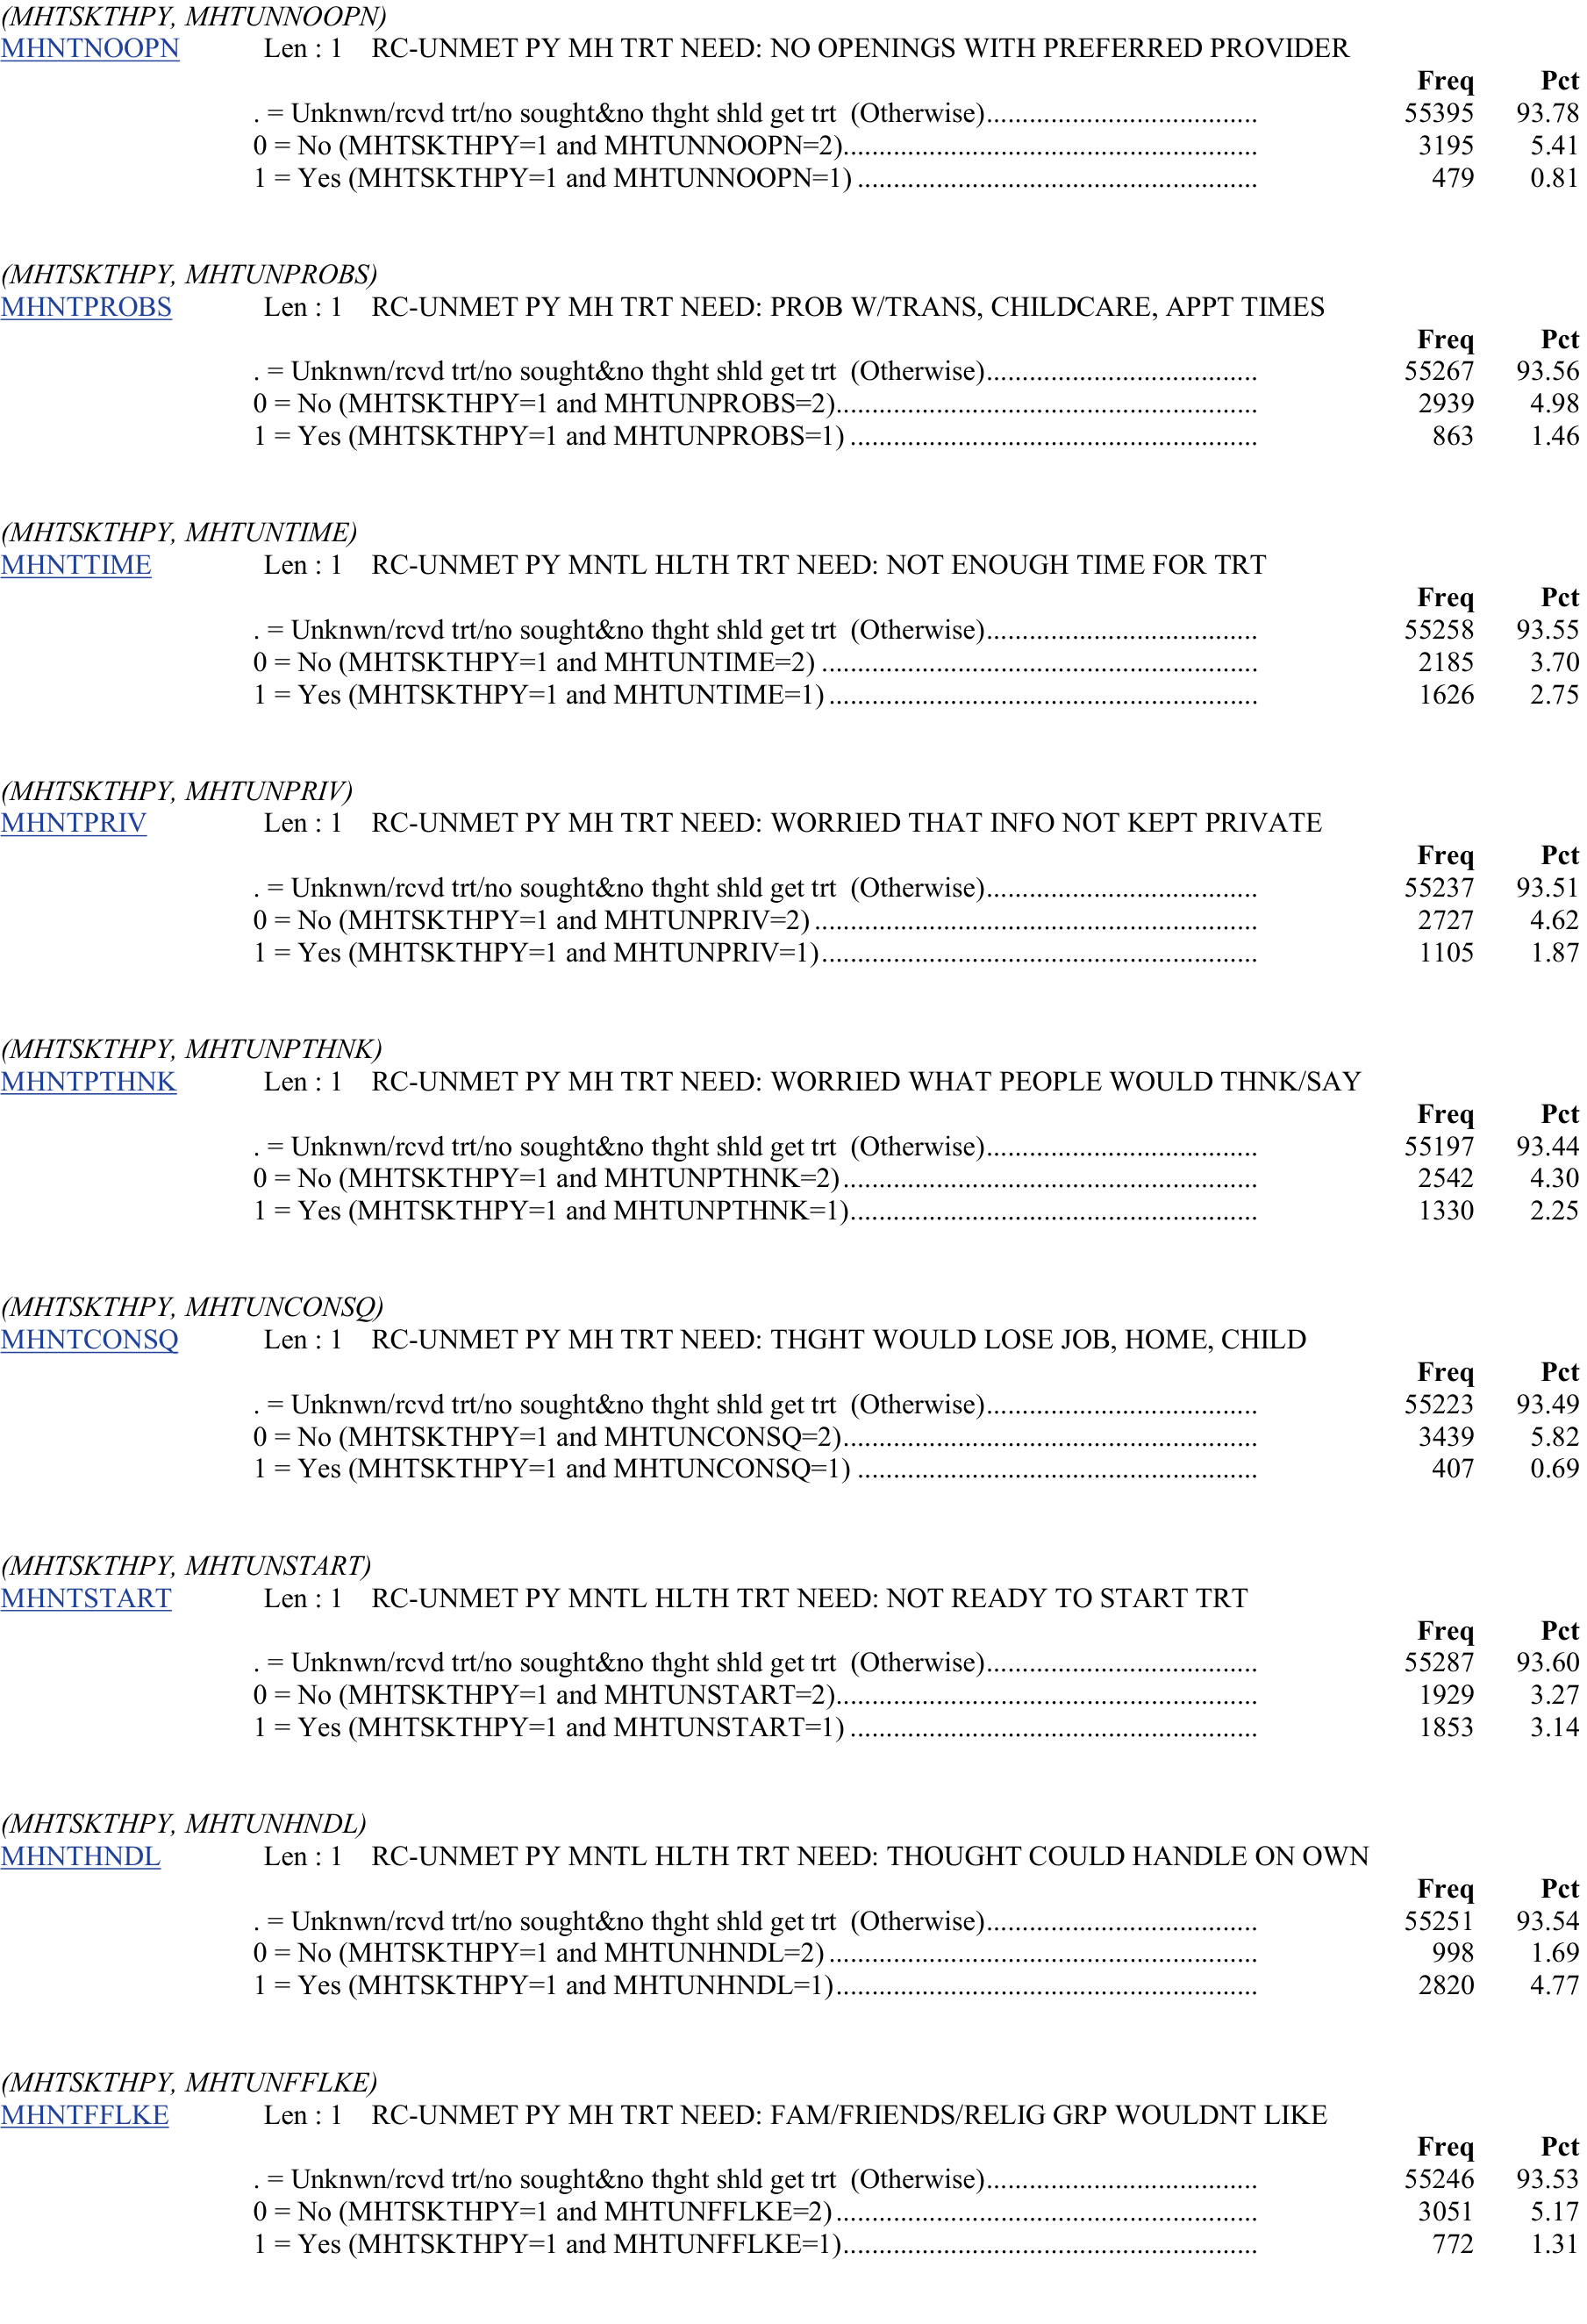 (MHTSKTHPY, MHTUNNOOPN)
MHNTNOOPN Len : 1 RC-UNMET PY MH TRT NEED: NO OPENINGS WITH PREFERRED PROVIDER
Freq Pct
. = Unknwn/rcvd trt/no sought&no thght shld get trt (Otherwise)...................................... 55395 93.78
0 = No (MHTSKTHPY=1 and MHTUNNOOPN=2).......................................................... 3195 5.41
1 = Yes (MHTSKTHPY=1 and MHTUNNOOPN=1) ........................................................ 479 0.81
(MHTSKTHPY, MHTUNPROBS)
MHNTPROBS Len : 1 RC-UNMET PY MH TRT NEED: PROB W/TRANS, CHILDCARE, APPT TIMES
Freq Pct
. = Unknwn/rcvd trt/no sought&no thght shld get trt (Otherwise)...................................... 55267 93.56
0 = No (MHTSKTHPY=1 and MHTUNPROBS=2)........................................................... 2939 4.98
1 = Yes (MHTSKTHPY=1 and MHTUNPROBS=1) ......................................................... 863 1.46
(MHTSKTHPY, MHTUNTIME)
MHNTTIME Len : 1 RC-UNMET PY MNTL HLTH TRT NEED: NOT ENOUGH TIME FOR TRT
Freq Pct
. = Unknwn/rcvd trt/no sought&no thght shld get trt (Otherwise)...................................... 55258 93.55
0 = No (MHTSKTHPY=1 and MHTUNTIME=2) ............................................................. 2185 3.70
1 = Yes (MHTSKTHPY=1 and MHTUNTIME=1) ............................................................ 1626 2.75
(MHTSKTHPY, MHTUNPRIV)
MHNTPRIV Len : 1 RC-UNMET PY MH TRT NEED: WORRIED THAT INFO NOT KEPT PRIVATE
Freq Pct
. = Unknwn/rcvd trt/no sought&no thght shld get trt (Otherwise)...................................... 55237 93.51
0 = No (MHTSKTHPY=1 and MHTUNPRIV=2) .............................................................. 2727 4.62
1 = Yes (MHTSKTHPY=1 and MHTUNPRIV=1)............................................................. 1105 1.87
(MHTSKTHPY, MHTUNPTHNK)
MHNTPTHNK Len : 1 RC-UNMET PY MH TRT NEED: WORRIED WHAT PEOPLE WOULD THNK/SAY
Freq Pct
. = Unknwn/rcvd trt/no sought&no thght shld get trt (Otherwise)...................................... 55197 93.44
0 = No (MHTSKTHPY=1 and MHTUNPTHNK=2).......................................................... 2542 4.30
1 = Yes (MHTSKTHPY=1 and MHTUNPTHNK=1)......................................................... 1330 2.25
(MHTSKTHPY, MHTUNCONSQ)
MHNTCONSQ Len : 1 RC-UNMET PY MH TRT NEED: THGHT WOULD LOSE JOB, HOME, CHILD
Freq Pct
. = Unknwn/rcvd trt/no sought&no thght shld get trt (Otherwise)...................................... 55223 93.49
0 = No (MHTSKTHPY=1 and MHTUNCONSQ=2).......................................................... 3439 5.82
1 = Yes (MHTSKTHPY=1 and MHTUNCONSQ=1) ........................................................ 407 0.69
(MHTSKTHPY, MHTUNSTART)
MHNTSTART Len : 1 RC-UNMET PY MNTL HLTH TRT NEED: NOT READY TO START TRT
Freq Pct
. = Unknwn/rcvd trt/no sought&no thght shld get trt (Otherwise)...................................... 55287 93.60
0 = No (MHTSKTHPY=1 and MHTUNSTART=2)........................................................... 1929 3.27
1 = Yes (MHTSKTHPY=1 and MHTUNSTART=1) ......................................................... 1853 3.14
(MHTSKTHPY, MHTUNHNDL)
MHNTHNDL Len : 1 RC-UNMET PY MNTL HLTH TRT NEED: THOUGHT COULD HANDLE ON OWN
Freq Pct
. = Unknwn/rcvd trt/no sought&no thght shld get trt (Otherwise)...................................... 55251 93.54
0 = No (MHTSKTHPY=1 and MHTUNHNDL=2) ............................................................ 998 1.69
1 = Yes (MHTSKTHPY=1 and MHTUNHNDL=1)........................................................... 2820 4.77
(MHTSKTHPY, MHTUNFFLKE)
MHNTFFLKE Len : 1 RC-UNMET PY MH TRT NEED: FAM/FRIENDS/RELIG GRP WOULDNT LIKE
Freq Pct
. = Unknwn/rcvd trt/no sought&no thght shld get trt (Otherwise)...................................... 55246 93.53
0 = No (MHTSKTHPY=1 and MHTUNFFLKE=2) ........................................................... 3051 5.17
1 = Yes (MHTSKTHPY=1 and MHTUNFFLKE=1).......................................................... 772 1.31